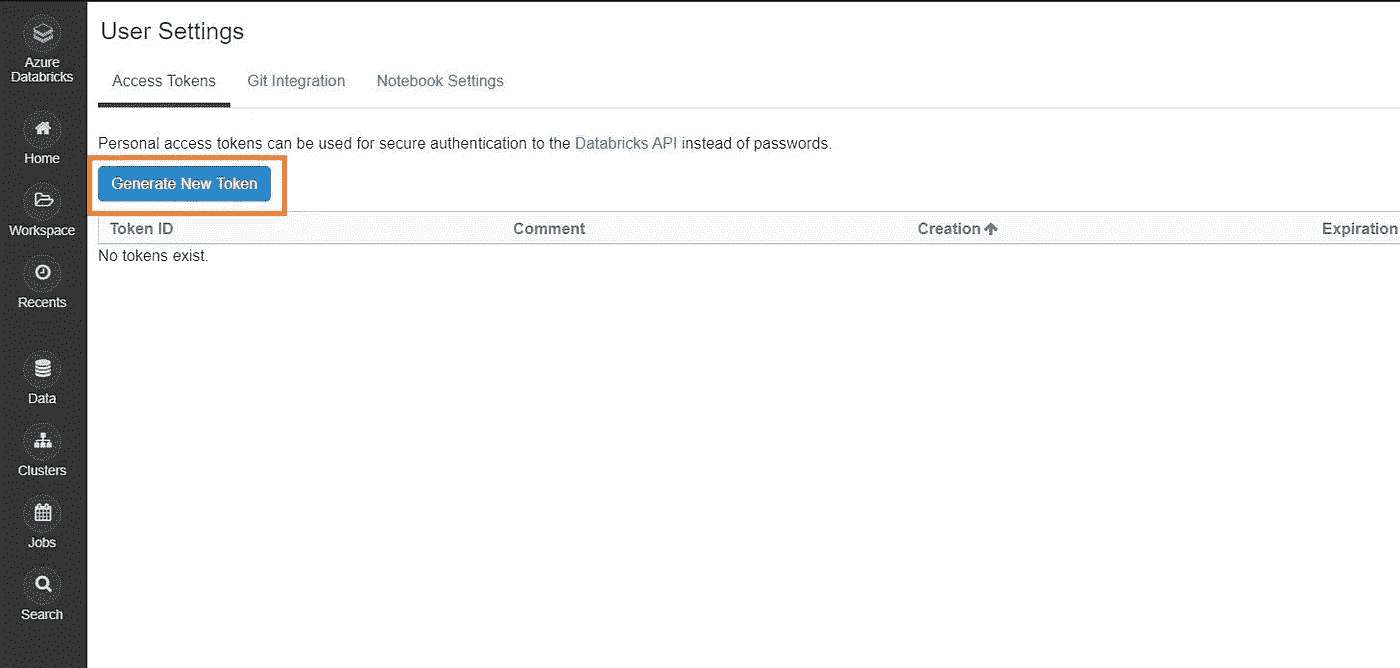 Azure
Databricks
Home
Workspace
Recents
Data
Clusters
Jobs
Search
User Settings
Access Tokens Git Integration Notebook Settings
Personal access tokens can be used for secure authentication to the Databricks API instead of passwords.
Generate New Token
Token ID Comment Creation Expiration
No tokens exist.